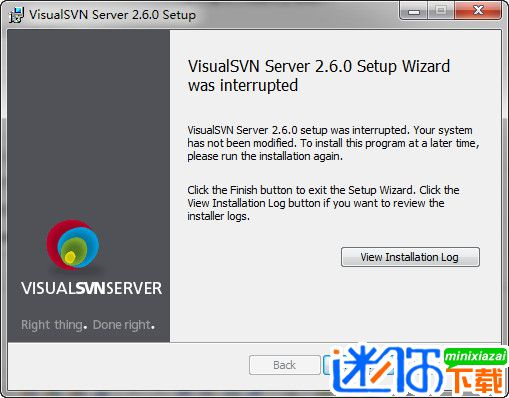 VisualSVN Server 2.6.0 Setup
VisualSVN Server 2.6.0 Setup Wizard
was interrupted
VisualSVN Server 2.6.0 setup was interrupted. Your system
has not been modified. To install this program at a later time,
please run the installation again.
Click the Finish button to exit the Setup Wizard. Click the
View Installation Log button if you want to review the
installer logs.
View Installation Log
VISUALSVNSERVER
Right thing. Done right.
Back
minixiazai
迷你下载